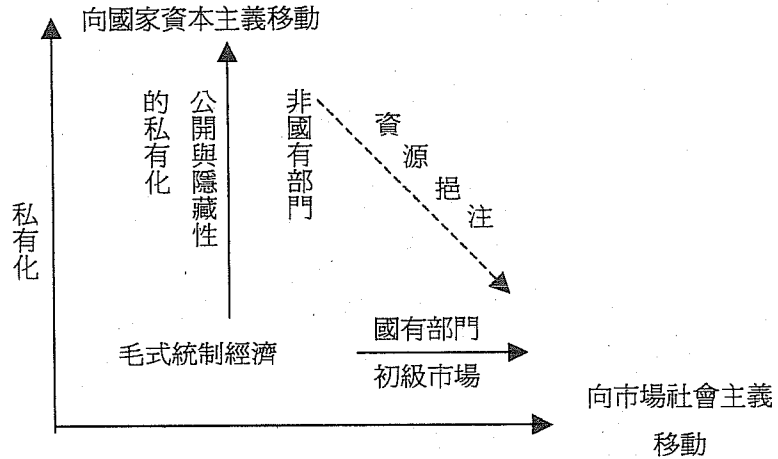 向國家資本主義移動
公開與隱藏性
的私有化
非國有部門
資源挹注
私有化
毛式統制經濟
國有部門
初級市場
向市場社會主義
移動